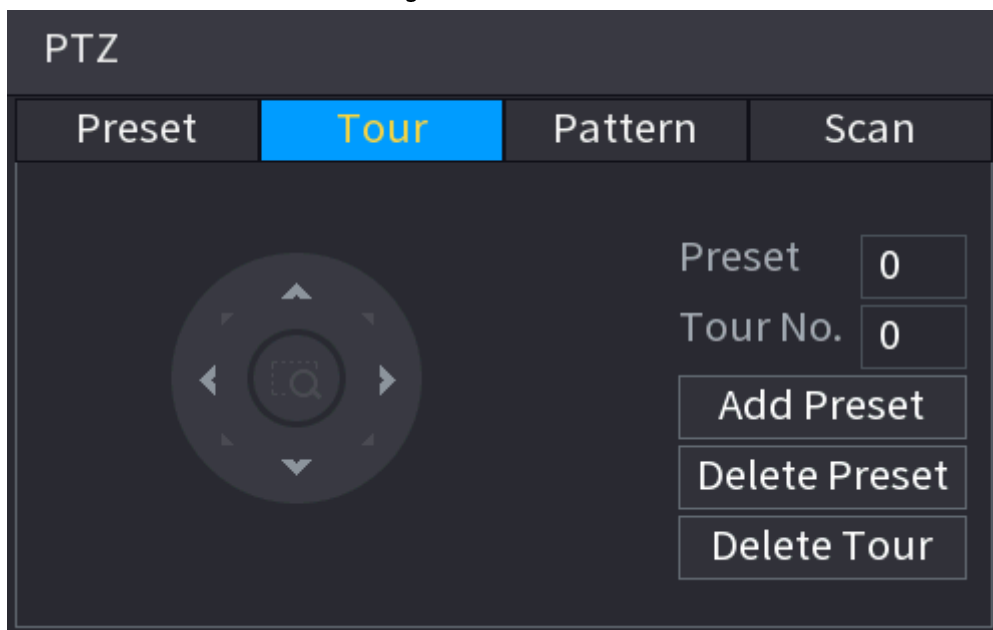 PTZ
Preset Tour Pattern Scan
Preset 0
Tour No. 0
Add Preset
Delete Preset
Delete Tour